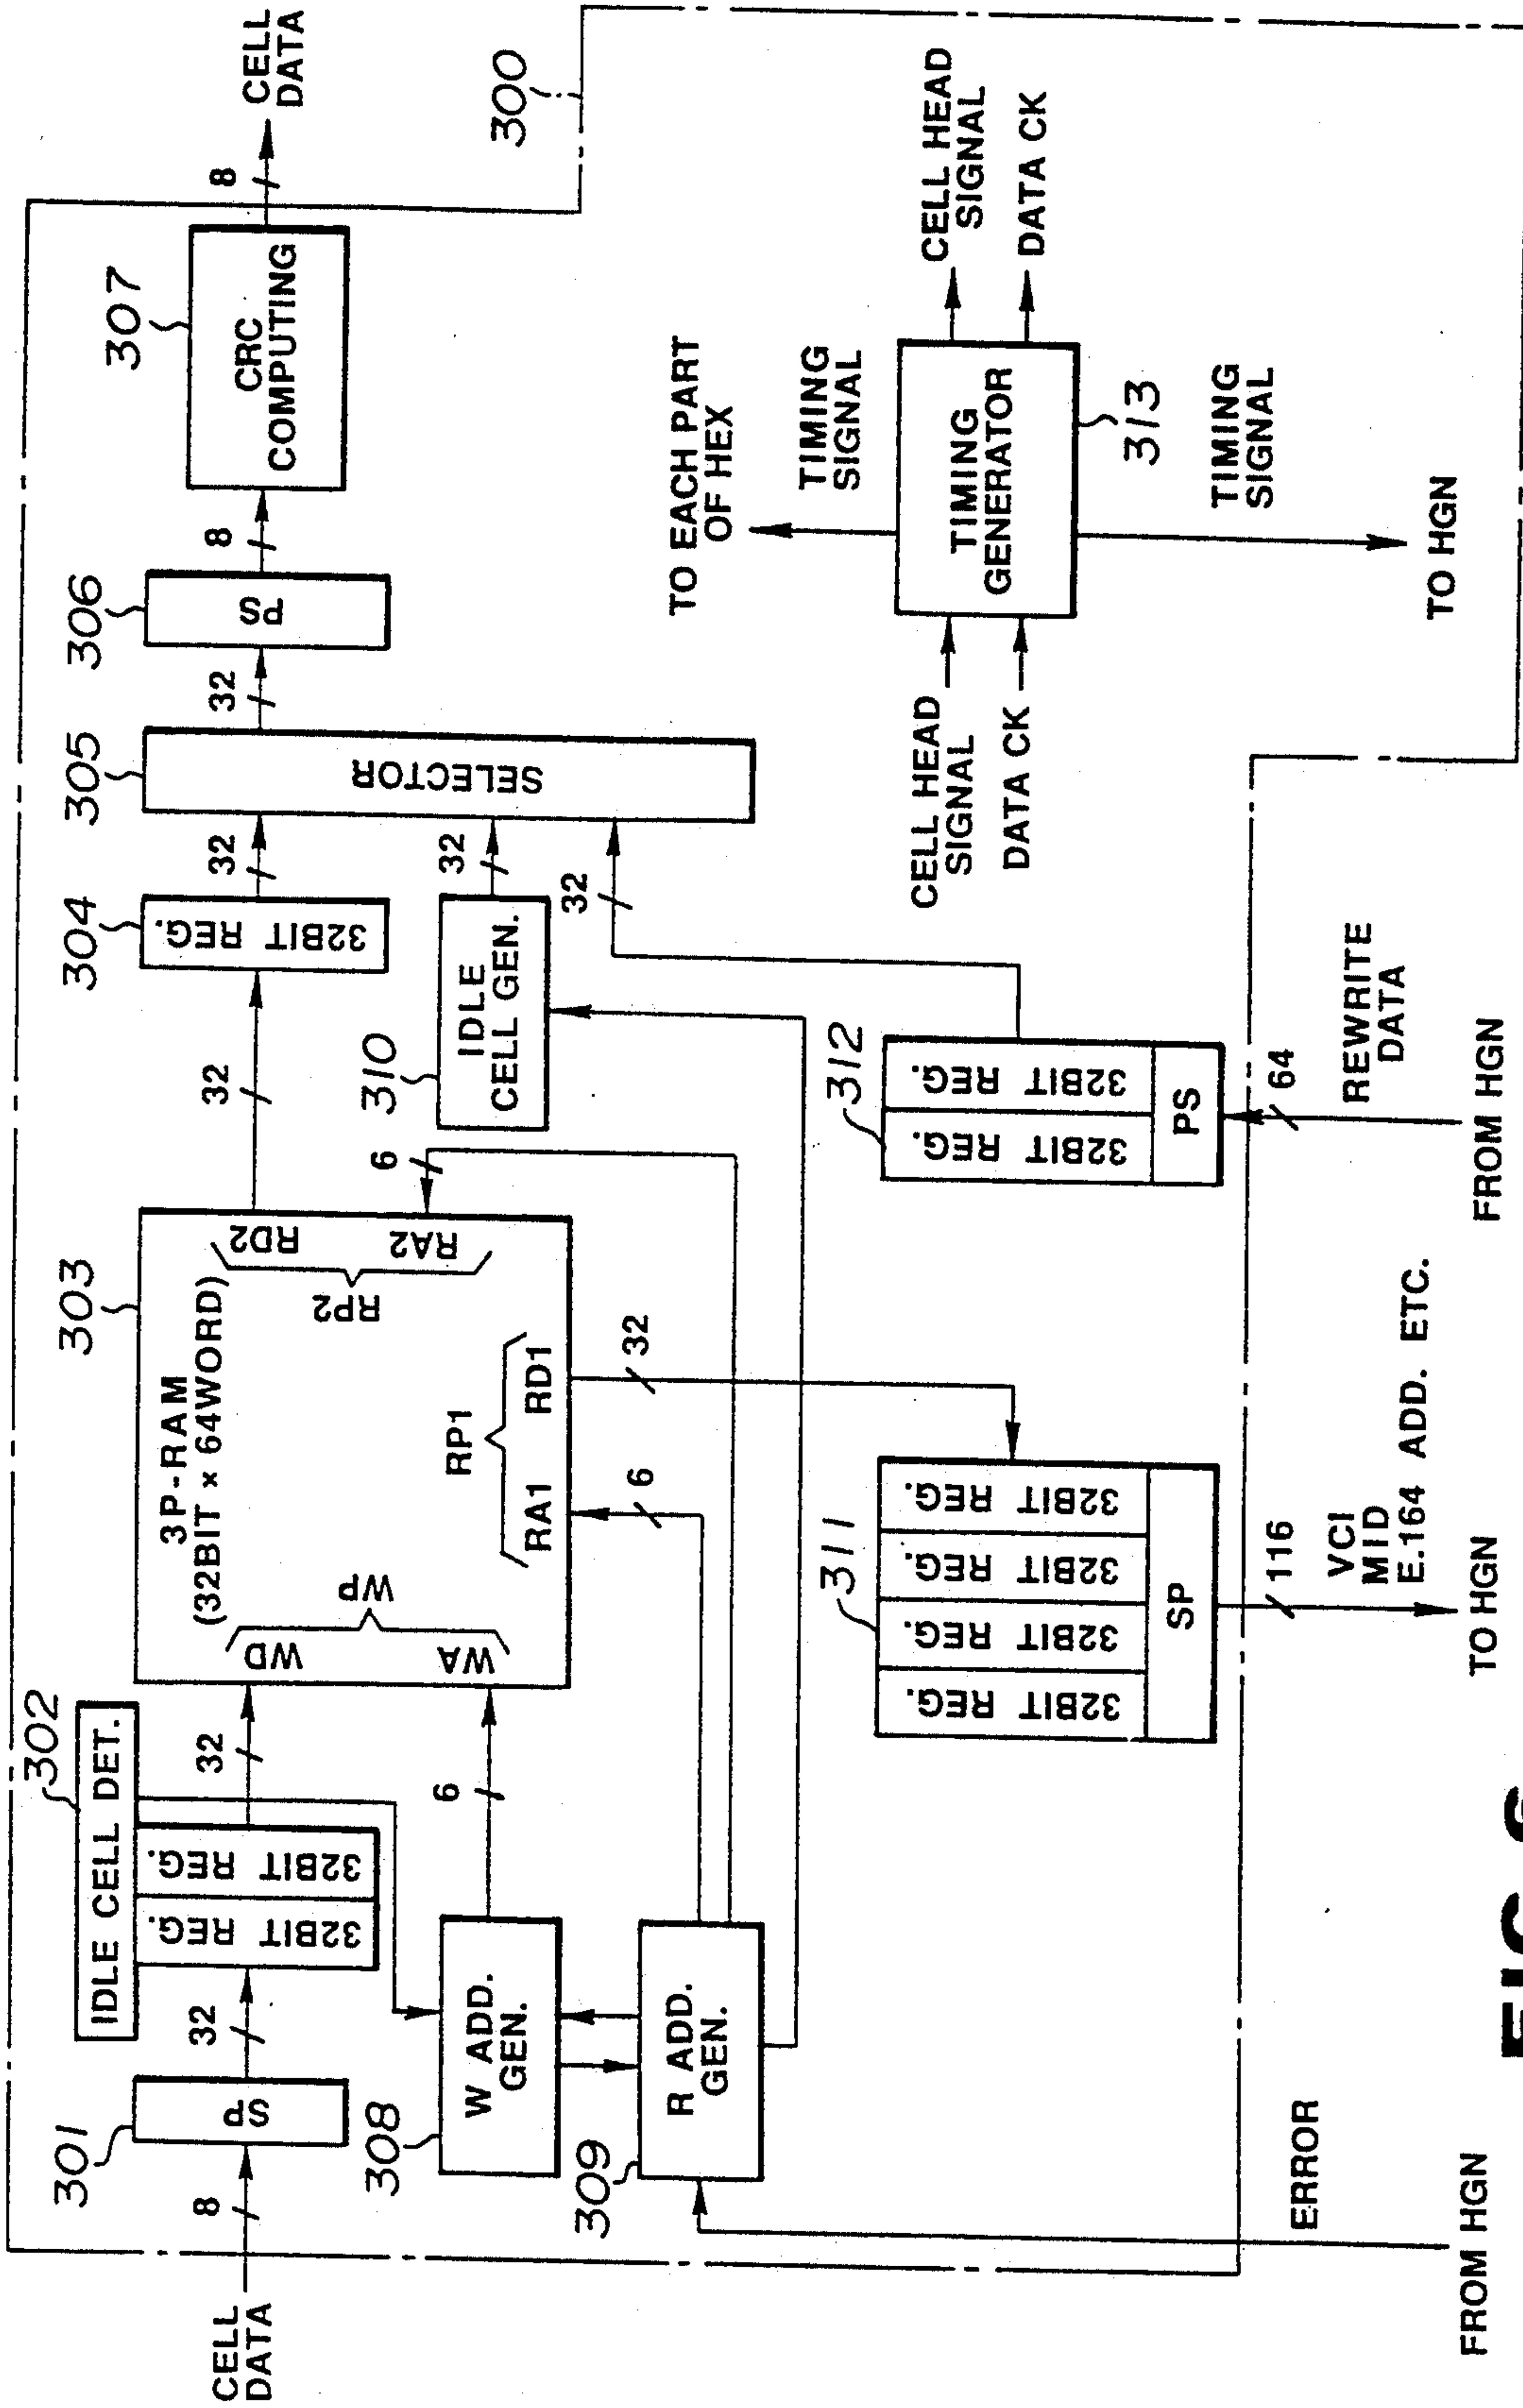 CELL
DATA
8
301
SP
32
302
IDLE CELL DET.
32BIT REG.
32BIT REG.
32
303
3P-RAM
(32BIT × 64WORD)
WD
WA
WP
RA1
RD1
RP1
RD2
RA2
RP2
32
304
32BIT REG.
32
305
SELECTOR
32
306
PS
8
307
CRC
COMPUTING
8
CELL
DATA
300
308
W ADD.
GEN.
6
309
R ADD.
GEN.
6
32
6
310
IDLE
CELL GEN.
32
32
311
32BIT REG.
32BIT REG.
32BIT REG.
32BIT REG.
SP
116
VCI
MID
E.164 ADD. ETC.
TO HGN
312
32BIT REG.
32BIT REG.
PS
64
REWRITE
DATA
FROM HGN
CELL HEAD
SIGNAL
DATA CK
TO EACH PART
OF HEX
TIMING
SIGNAL
TIMING
GENERATOR
313
CELL HEAD
SIGNAL
DATA CK
TIMING
SIGNAL
TO HGN
ERROR
FROM HGN